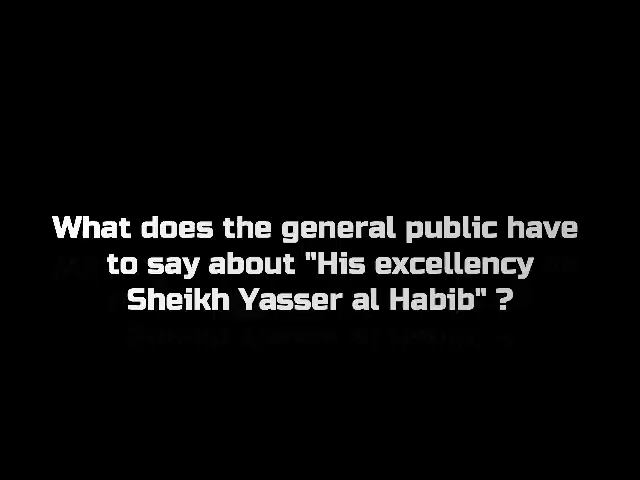 What does the general public have
to say about "His excellency
Sheikh Yasser al Habib" ?